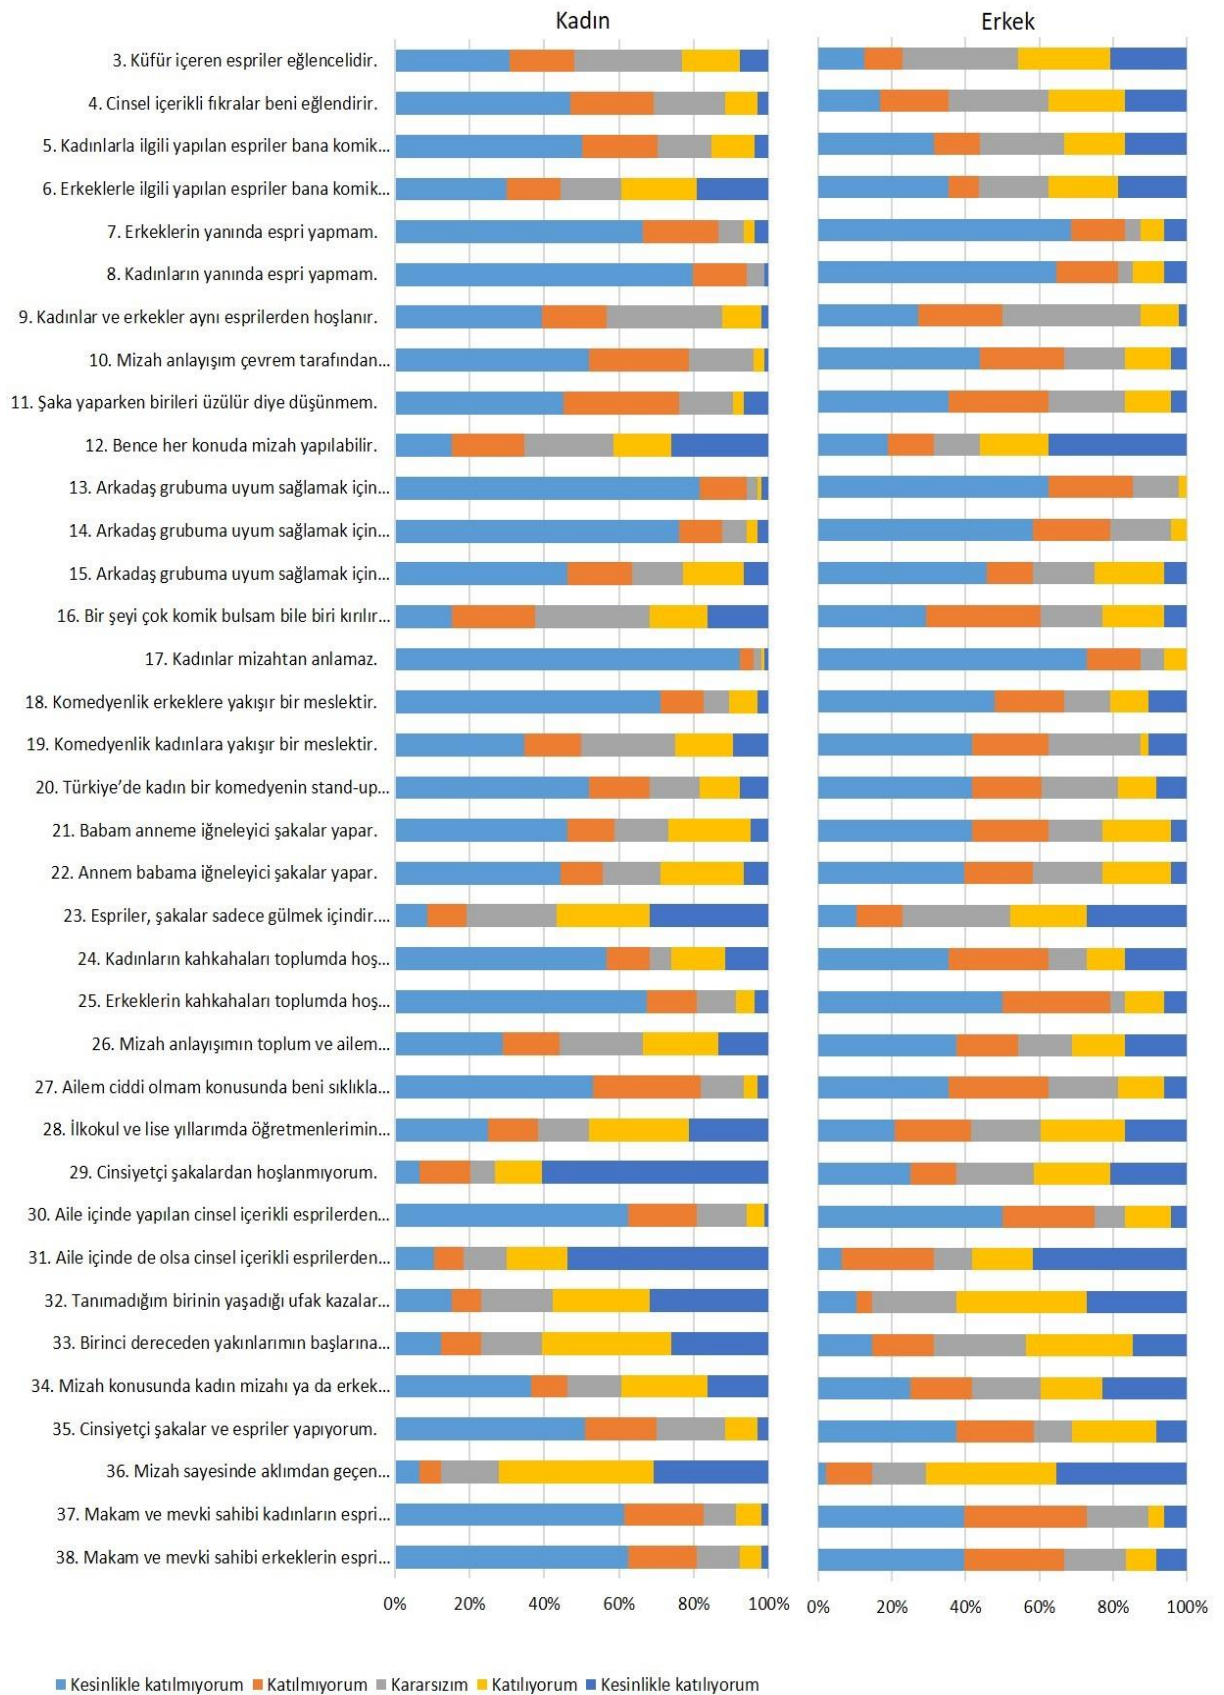 Kadın Erkek
3. Küfür içeren espriler eğlencelidir.
4. Cinsel içerikli fıkralar beni eğlendirir.
5. Kadınlarla ilgili yapılan espriler bana komik...
6. Erkeklerle ilgili yapılan espriler bana komik...
7. Erkeklerin yanında espri yapmam.
8. Kadınların yanında espri yapmam.
9. Kadınlar ve erkekler aynı esprilerden hoşlanır.
10. Mizah anlayışım çevrem tarafından...
11. Şaka yaparken birileri üzülür diye düşünmem.
12. Bence her konuda mizah yapılabilir.
13. Arkadaş grubuma uyum sağlamak için...
14. Arkadaş grubuma uyum sağlamak için...
15. Arkadaş grubuma uyum sağlamak için...
16. Bir şeyi çok komik bulsam bile biri kırılır...
17. Kadınlar mizahtan anlamaz.
18. Komedyenlik erkeklere yakışır bir meslektir.
19. Komedyenlik kadınlara yakışır bir meslektir.
20. Türkiye’de kadın bir komedyenin stand-up...
21. Babam anneme iğneleyici şakalar yapar.
22. Annem babama iğneleyici şakalar yapar.
23. Espriler, şakalar sadece gülmek içindir....
24. Kadınların kahkahaları toplumda hoş...
25. Erkeklerin kahkahaları toplumda hoş...
26. Mizah anlayışımın toplum ve ailem...
27. Ailem ciddi olmam konusunda beni sıklıkla...
28. İlkokul ve lise yıllarımda öğretmenlerimin...
29. Cinsiyetçi şakalardan hoşlanmıyorum.
30. Aile içinde yapılan cinsel içerikli esprilerden...
31. Aile içinde de olsa cinsel içerikli esprilerden...
32. Tanımadığım birinin yaşadığı ufak kazalar...
33. Birinci dereceden yakınlarımın başlarına...
34. Mizah konusunda kadın mizahı ya da erkek...
35. Cinsiyetçi şakalar ve espriler yapıyorum.
36. Mizah sayesinde aklımdan geçen...
37. Makam ve mevki sahibi kadınların espri...
38. Makam ve mevki sahibi erkeklerin espri...
0% 20% 40% 60% 80% 100% 0% 20% 40% 60% 80% 100%
Kesinlikle katılmıyorum Katılmıyorum Kararsızım Katılıyorum Kesinlikle katılıyorum